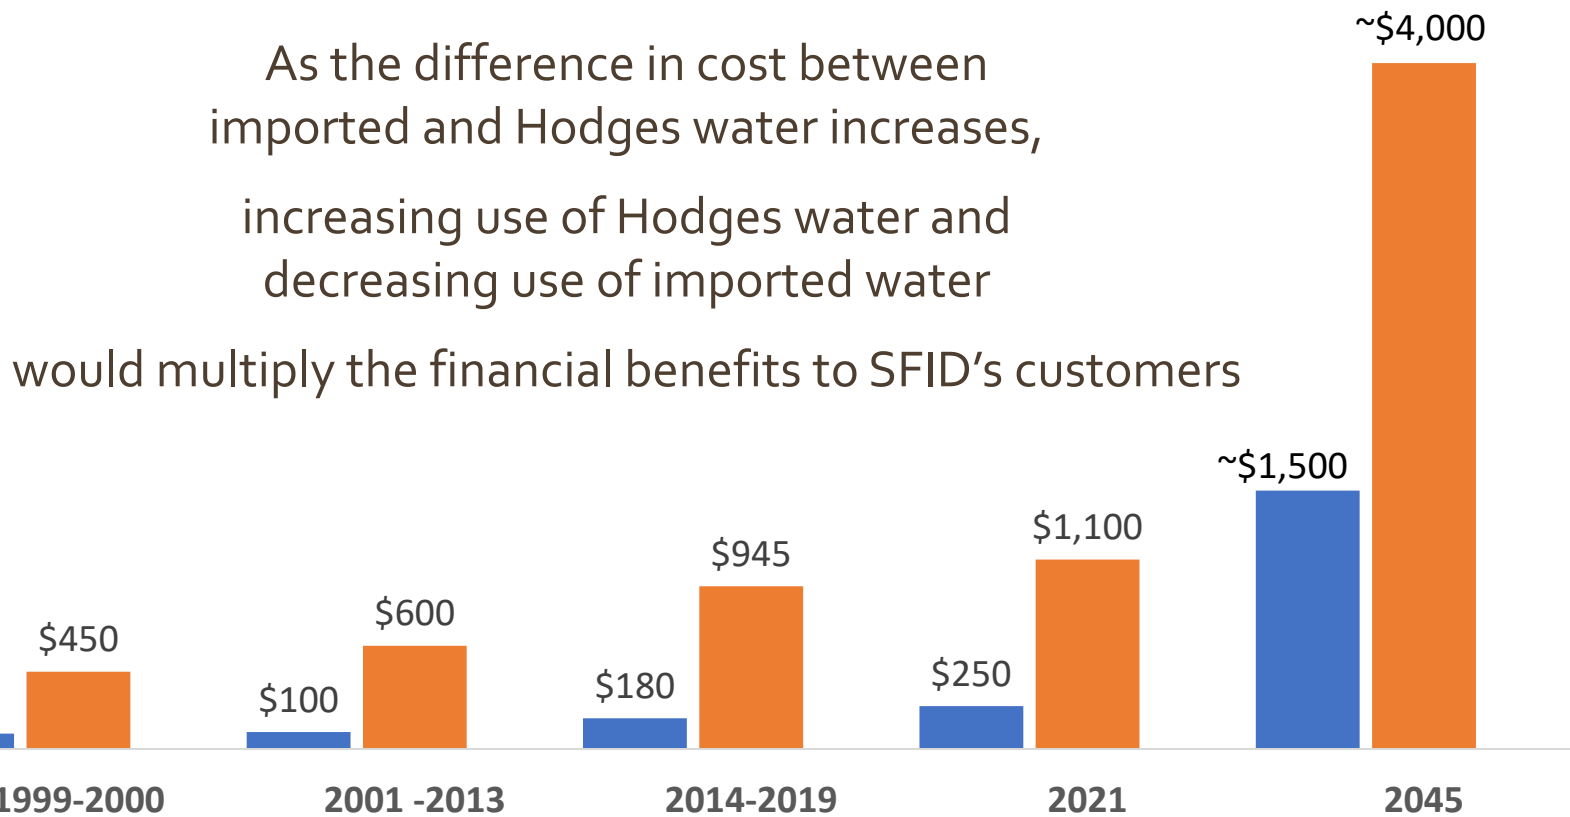 As the difference in cost between
imported and Hodges water increases,
increasing use of Hodges water and
decreasing use of imported water
would multiply the financial benefits to SFID’s customers
~$4,000
~$1,500
$1,100
$945
$600
$450
$250
$180
$100
1999-2000
2001 -2013
2014-2019
2021
2045